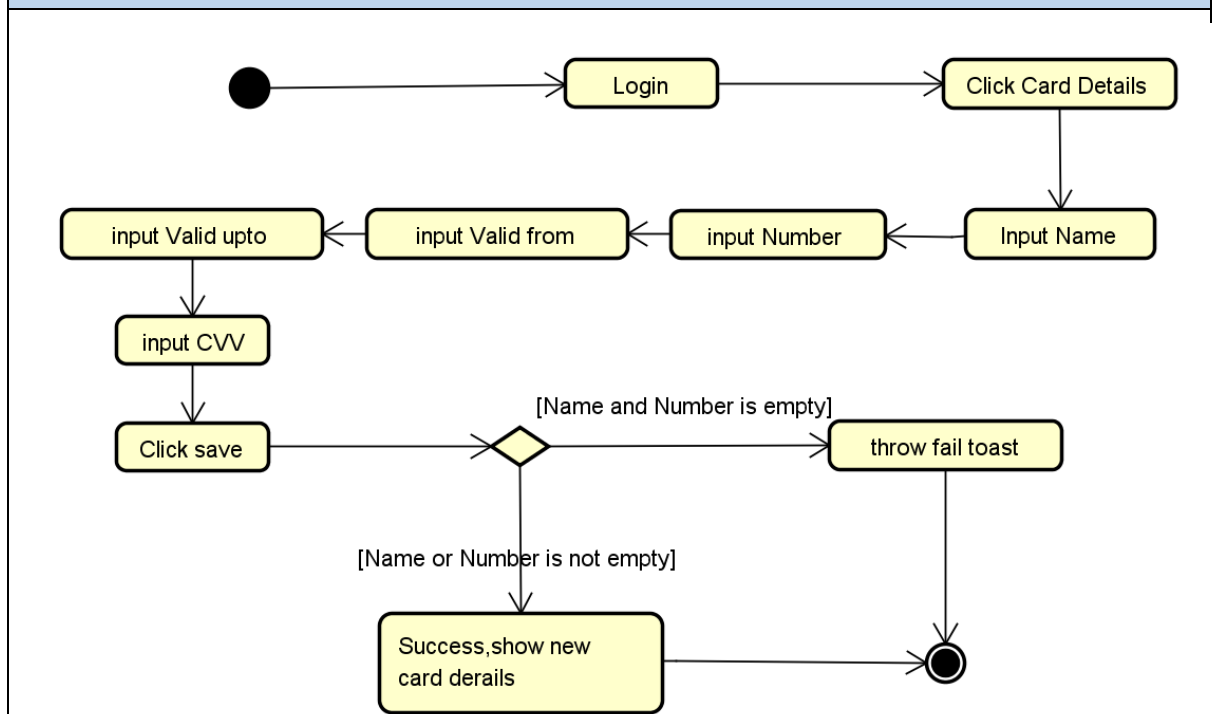 Login
Click Card Details
Input Name
input Number
input Valid from
input Valid upto
input CVV
Click save
[Name and Number is empty]
throw fail toast
[Name or Number is not empty]
Success,show new
card derails